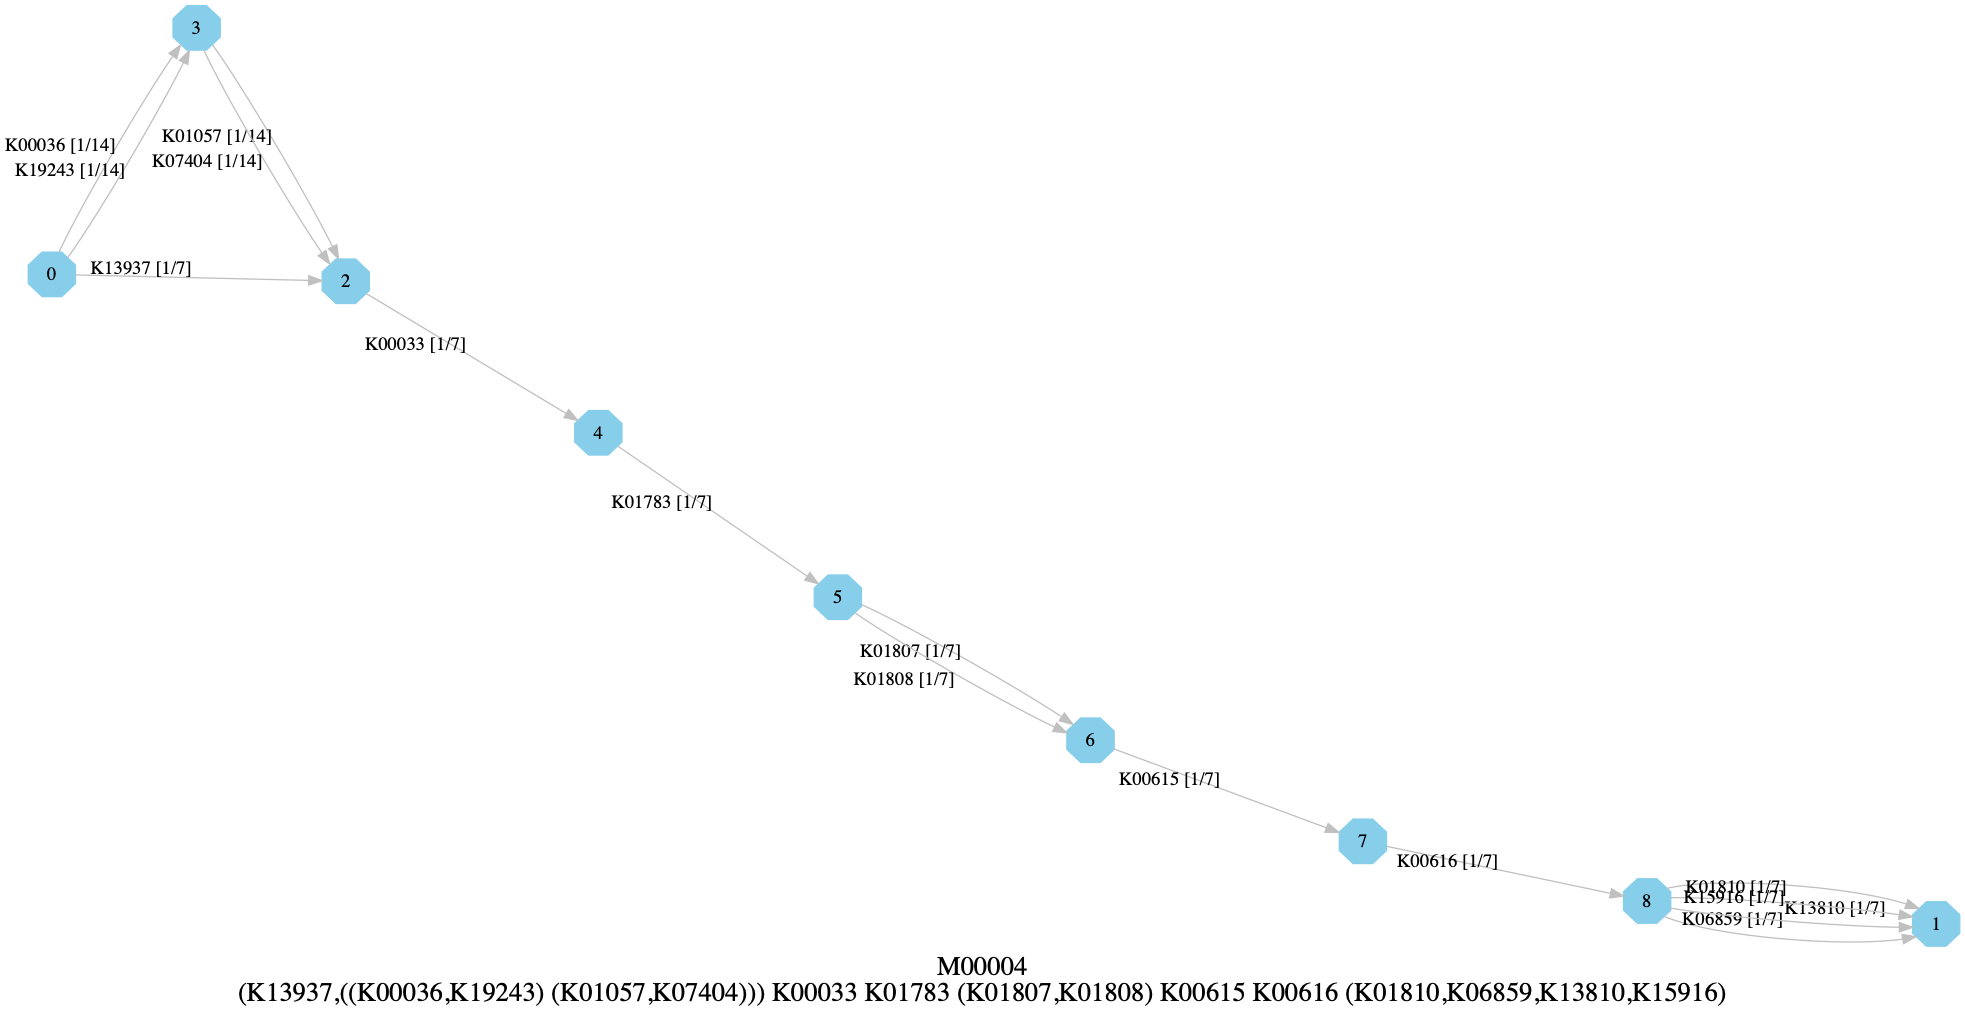 3
K01057 [1/14]
K00036 [1/14]
K07404 [1/14]
K19243 [1/14]
K13937 [1/7]
0
2
K00033 [1/7]
4
K01783 [1/7]
5
K01807 [1/7]
K01808 [1/7]
6
K00615 [1/7]
7
K00616 [1/7]
K01810 [1/7]
K15916 [1/7]
8
K13810 [1/7]
K06859 [1/7]
1
M00004
(K13937,((K00036,K19243) (K01057,K07404))) K00033 K01783 (K01807,K01808) K00615 K00616 (K01810,K06859,K13810,K15916)